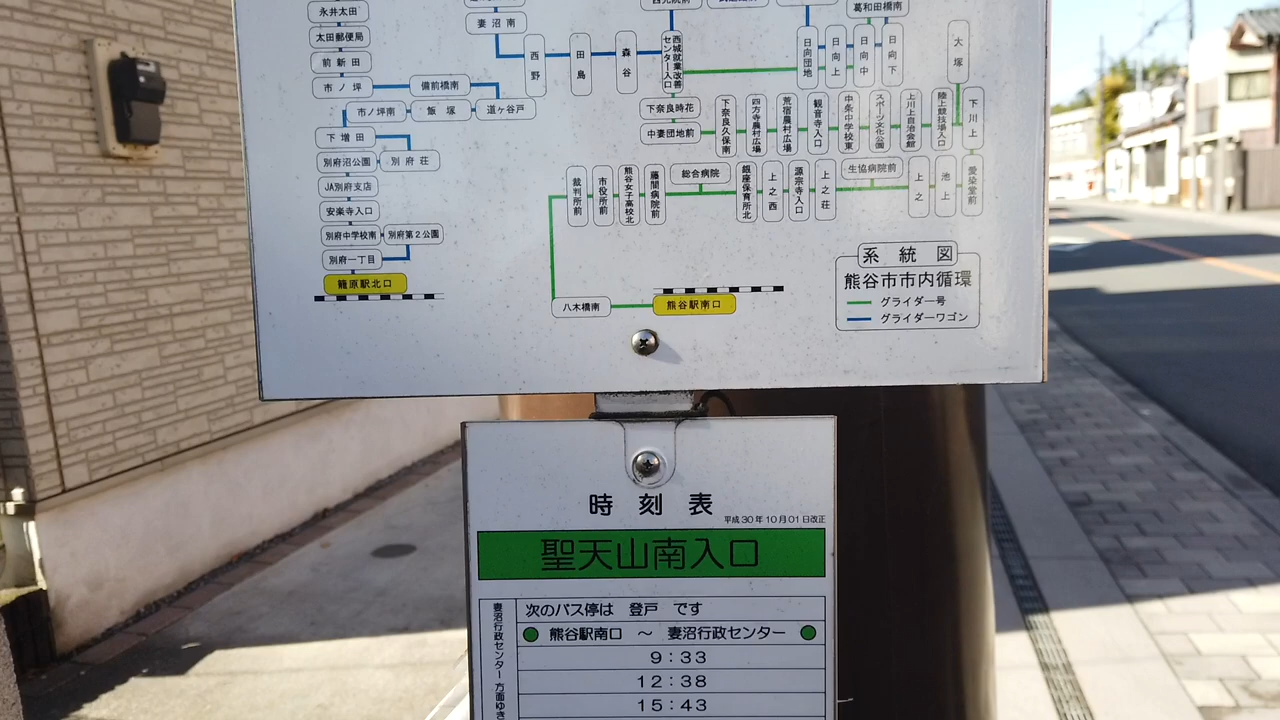 永井太田
太田郵便局
前新田
市ノ坪
備前橋南
市ノ坪南
飯塚
道ヶ谷戸
下増田
別府沼公園
別府荘
JA別府支店
安楽寺入口
別府中学校南
別府第2公園
別府一丁目
籠原駅北口
妻沼南
西野
田島
森谷
西城就業改善センター入口
日向団地
日向上
日向中
日向下
葛和田橋南
大塚
下奈良時花
中妻団地前
下奈良久保南
四方寺農村広場
荒宿農村広場
観音寺入口
中条中学校東
スポーツ文化公園
上川上自治会館
陸上競技場入口
下川上
裁判所前
市役所前
熊谷女子高校北
藤間病院前
総合病院
銀座保育所北
上之西
源宗寺入口
上之荘
生協病院前
上之
池上
愛染堂前
八木橋南
熊谷駅南口
系統図
熊谷市市内循環
グライダー号
グライダーワゴン
時刻表
平成30年10月01日改正
聖天山南入口
妻沼行政センター 方面ゆき
次のバス停は 登戸 です
熊谷駅南口 ～ 妻沼行政センター
9:33
12:38
15:43